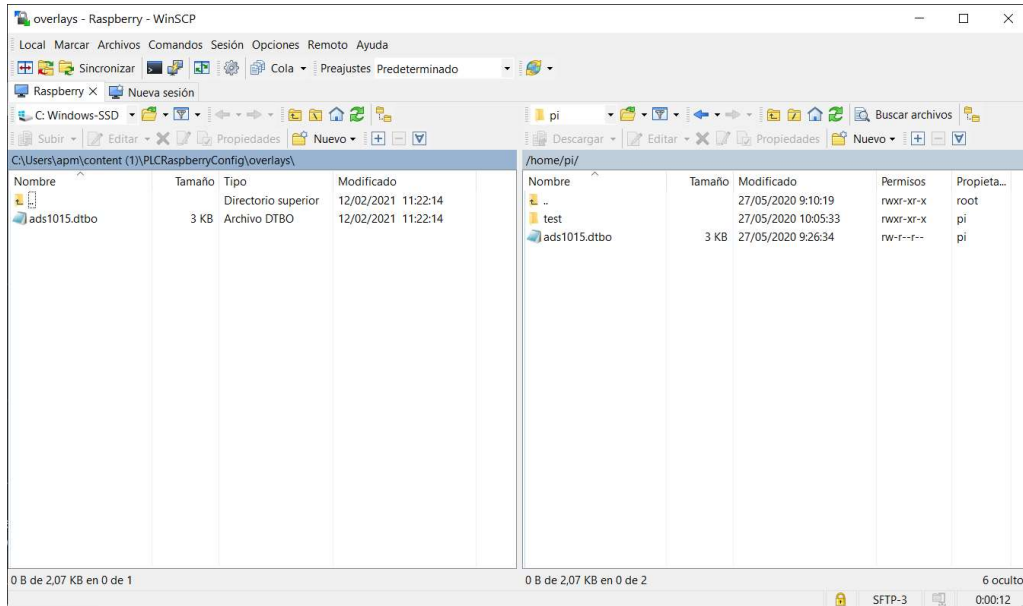 overlays - Raspberry - WinSCP
Local Marcar Archivos Comandos Sesión Opciones Remoto Ayuda
Sincronizar Cola Preajustes Predeterminado
Raspberry Nueva sesión
C: Windows-SSD pi Buscar archivos
Subir Editar Propiedades Nuevo Descargar Editar Propiedades Nuevo
C:\Users\apm\content (1)\PLCRaspberryConfig\overlays\ /home/pi/
Nombre Tamaño Tipo Modificado Nombre Tamaño Modificado Permisos Propieta...
.. Directorio superior 12/02/2021 11:22:14 .. 27/05/2020 9:10:19 rwxr-xr-x root
ads1015.dtbo 3 KB Archivo DTBO 12/02/2021 11:22:14 test 27/05/2020 10:05:33 rwxr-xr-x pi
ads1015.dtbo 3 KB 27/05/2020 9:26:34 rw-r--r-- pi
0 B de 2,07 KB en 0 de 1 0 B de 2,07 KB en 0 de 2 6 oculto
SFTP-3 0:00:12